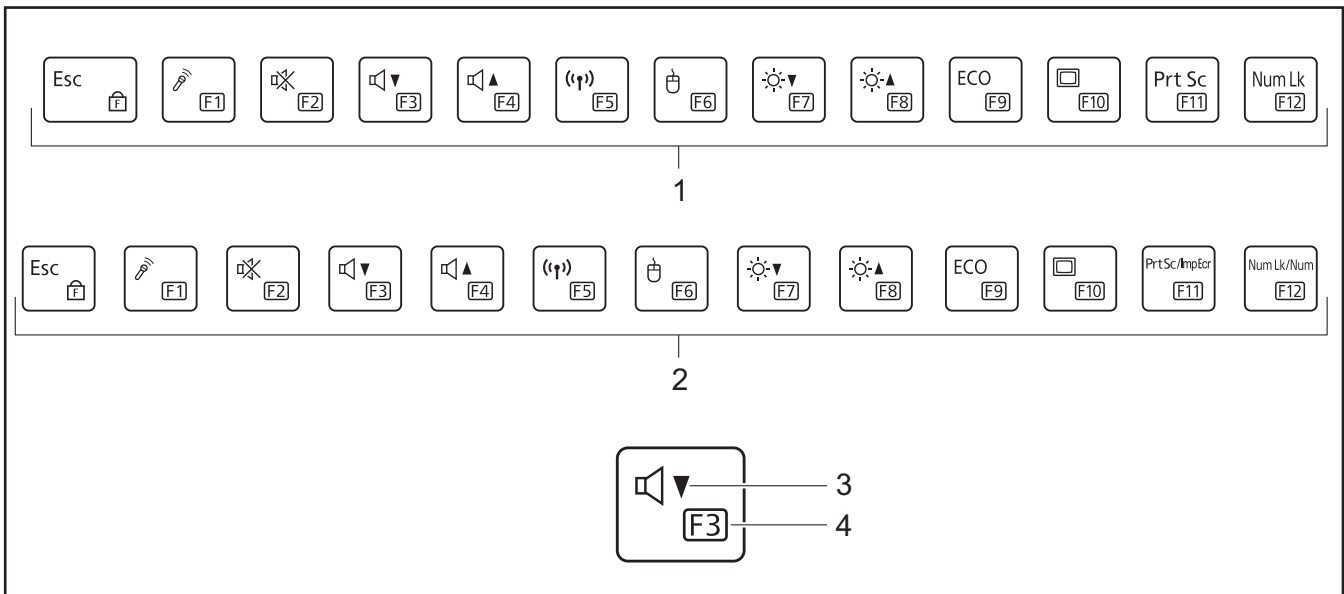 Esc F F1 F2 F3 F4 F5 F6 F7 F8 ECO F9 F10 Prt Sc F11 Num Lk F12
1
Esc F F1 F2 F3 F4 F5 F6 F7 F8 ECO F9 F10 PrtSc/ImpEcr F11 Num Lk/Num F12
2
3
F3 4